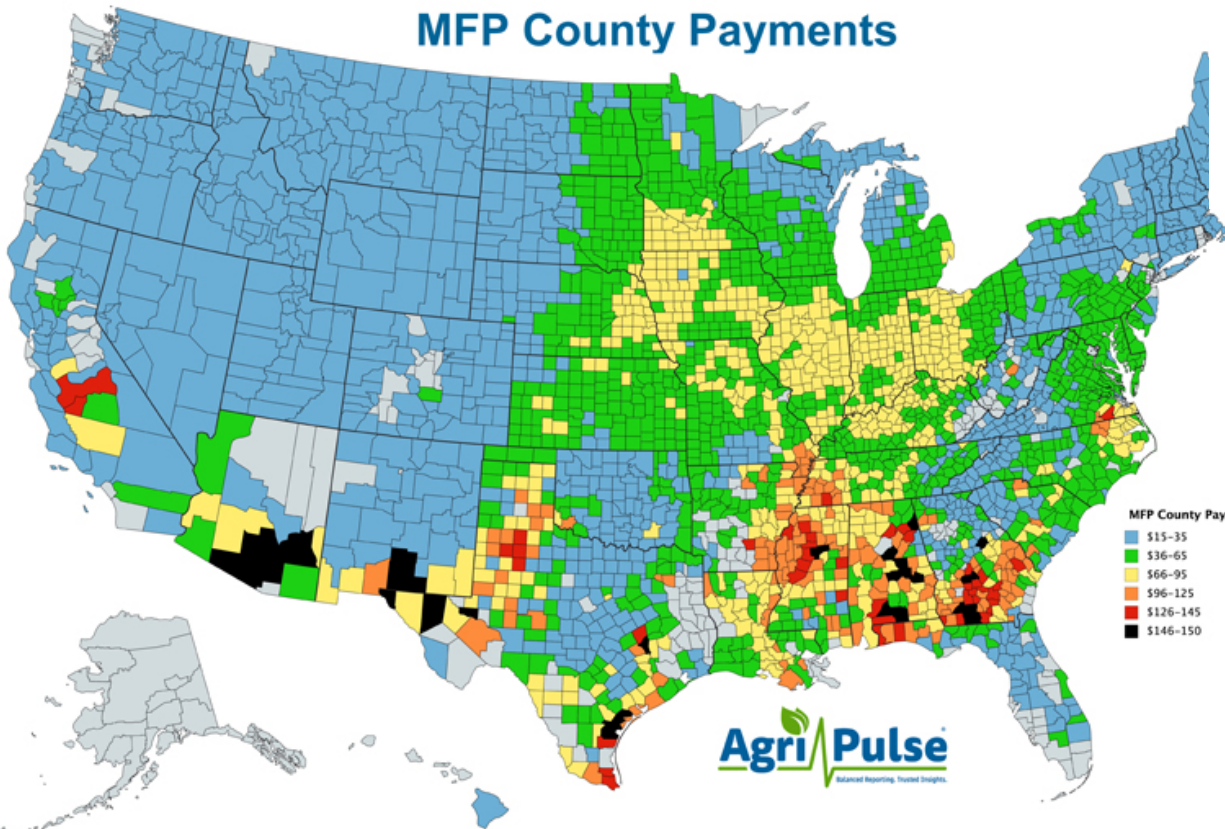 MFP County Payments
MFP County Pay
$15-35
$36-65
$66-95
$96-125
$126-145
$146-150
Agri Pulse
Balanced Reporting. Trusted Insights.